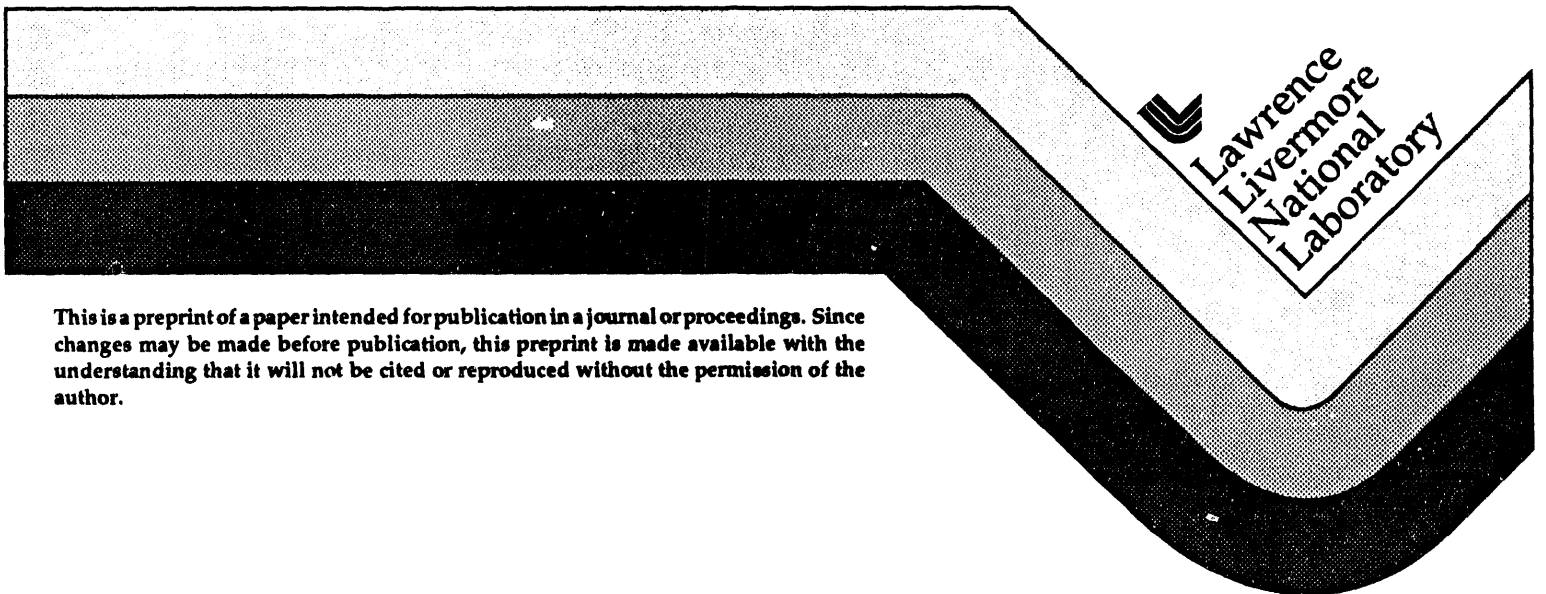 Lawrence
Livermore
National
Laboratory
This is a preprint of a paper intended for publication in a journal or proceedings. Since
changes may be made before publication, this preprint is made available with the
understanding that it will not be cited or reproduced without the permission of the
author.